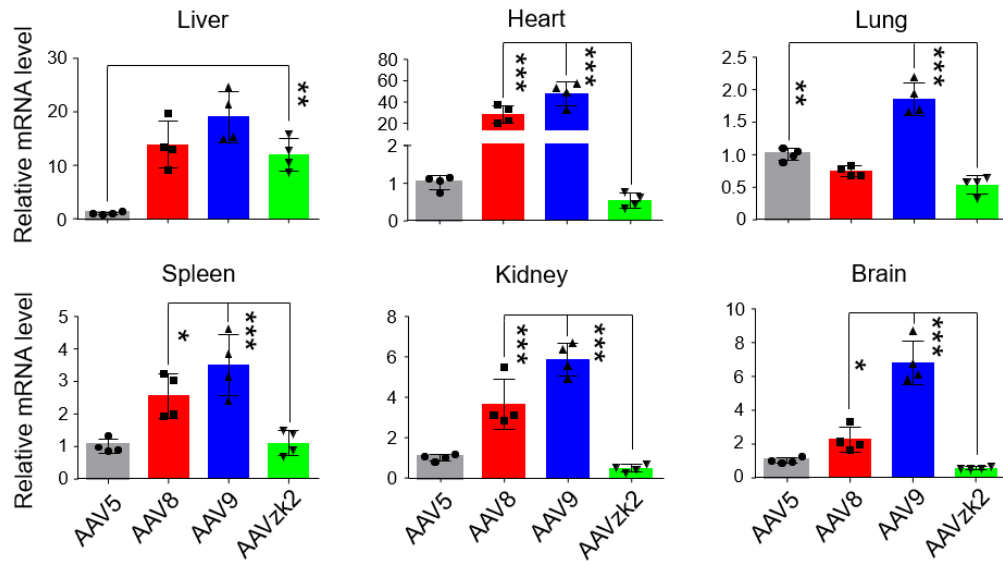 Liver
Heart
Lung
Relative mRNA level
30
20
10
0
**
100
80
60
40
20
2
1
0
***
***
2.5
2.0
1.5
1.0
0.5
0
**
***
Spleen
Kidney
Brain
Relative mRNA level
5
4
3
2
1
0
*
***
8
6
4
2
0
***
***
10
8
6
4
2
0
*
***
AAV5
AAV8
AAV9
AAVzk2
AAV5
AAV8
AAV9
AAVzk2
AAV5
AAV8
AAV9
AAVzk2